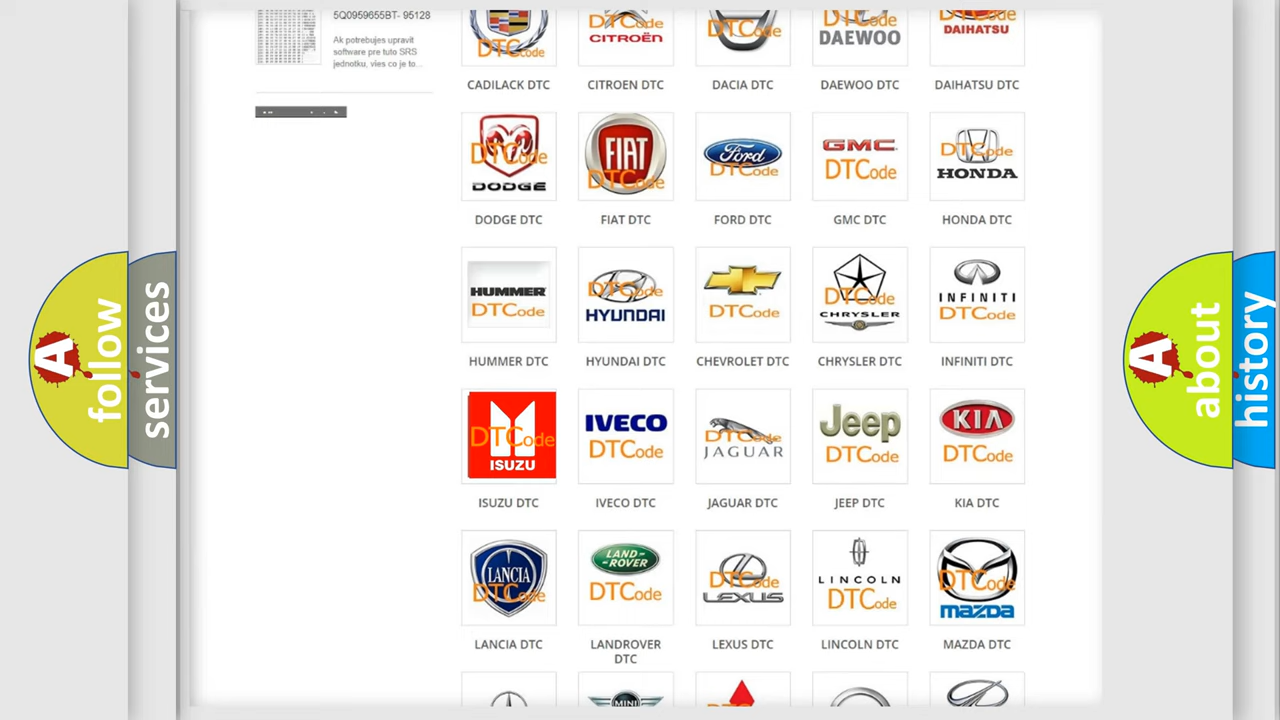 5Q0959655BT- 95128
Ak potrebujes upravit
software pre tuto SRS
jednotku, vies co je to...
DTCode
DTCode
CITROËN
DTCode
DAEWOO
DTCode
DAIHATSU
CADILACK DTC
CITROEN DTC
DACIA DTC
DAEWOO DTC
DAIHATSU DTC
DTCode
DODGE
FIAT
DTCode
Ford
DTCode
GMC
DTCode
DTCode
HONDA
DODGE DTC
FIAT DTC
FORD DTC
GMC DTC
HONDA DTC
HUMMER
DTCode
DTCode
HYUNDAI
DTCode
DTCode
CHRYSLER
INFINITI
DTCode
HUMMER DTC
HYUNDAI DTC
CHEVROLET DTC
CHRYSLER DTC
INFINITI DTC
DTCode
ISUZU
IVECO
DTCode
DTCode
JAGUAR
Jeep
DTCode
KIA
DTCode
ISUZU DTC
IVECO DTC
JAGUAR DTC
JEEP DTC
KIA DTC
LANCIA
DTCode
LAND-
ROVER
DTCode
DTCode
LEXUS
LINCOLN
DTCode
DTCode
mazda
LANCIA DTC
LANDROVER
DTC
LEXUS DTC
LINCOLN DTC
MAZDA DTC
MINI
A
follow
services
A
about
history